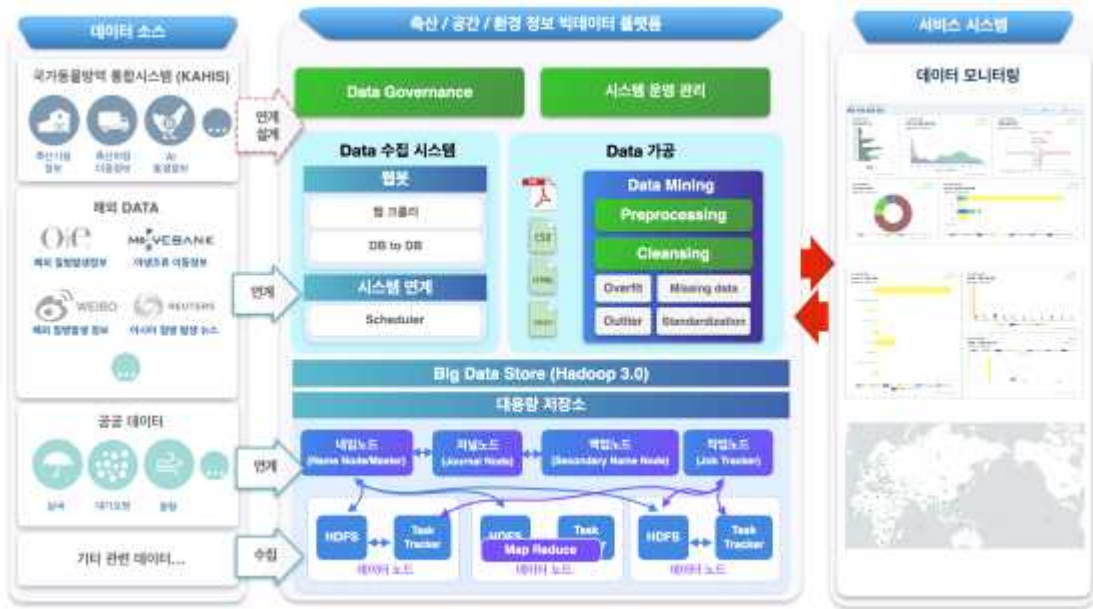 데이터 소스
국가동물방역 통합시스템 (KAHIS)
축산시설
정보
축산차량
이동정보
AI
발생정보
해외 DATA
OiE
해외 질병발생정보
MOVEBANK
야생조류 이동정보
WEIBO
해외 질병발생 정보
REUTERS
아시아 질병 발생 뉴스
공공 데이터
날씨
대기오염
풍향
기타 관련 데이터...
연계
설계
연계
연계
수집
축산 / 공간 / 환경 정보 빅데이터 플랫폼
Data Governance
시스템 운영 관리
Data 수집 시스템
웹봇
웹 크롤러
DB to DB
시스템 연계
Scheduler
Data 가공
CSV
HTML
Data Mining
Preprocessing
Cleansing
Overfit
Missing data
Outlier
Standardization
Big Data Store (Hadoop 3.0)
대용량 저장소
네임노드
(Name Node/Master)
저널노드
(Journal Node)
백업노드
(Secondary Name Node)
작업노드
(Job Tracker)
HDFS
Task
Tracker
데이터 노드
HDFS
Task
Map Reduce
데이터 노드
HDFS
Task
Tracker
데이터 노드
서비스 시스템
데이터 모니터링